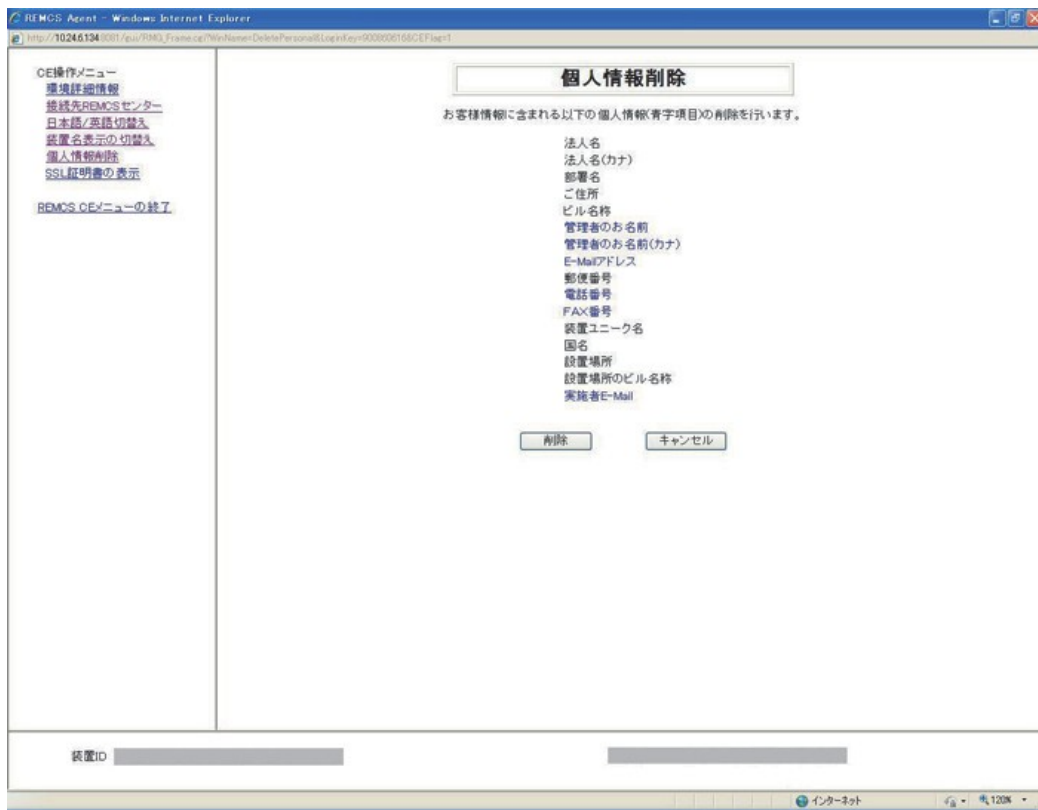 REMCS Agent - Windows Internet Explorer
CE操作メニュー
環境詳細情報
接続先REMCSセンター
日本語/英語切替え
装置名表示の切替え
個人情報削除
SSL証明書の表示
REMCS CEメニューの終了
個人情報削除
お客様情報に含まれる以下の個人情報(青字項目)の削除を行います。
法人名
法人名(カナ)
部署名
ご住所
ビル名称
管理者のお名前
管理者のお名前(カナ)
E-Mailアドレス
郵便番号
電話番号
FAX番号
装置ユニーク名
国名
設置場所
設置場所のビル名称
実施者E-Mail
削除
キャンセル
装置ID
インターネット
120%